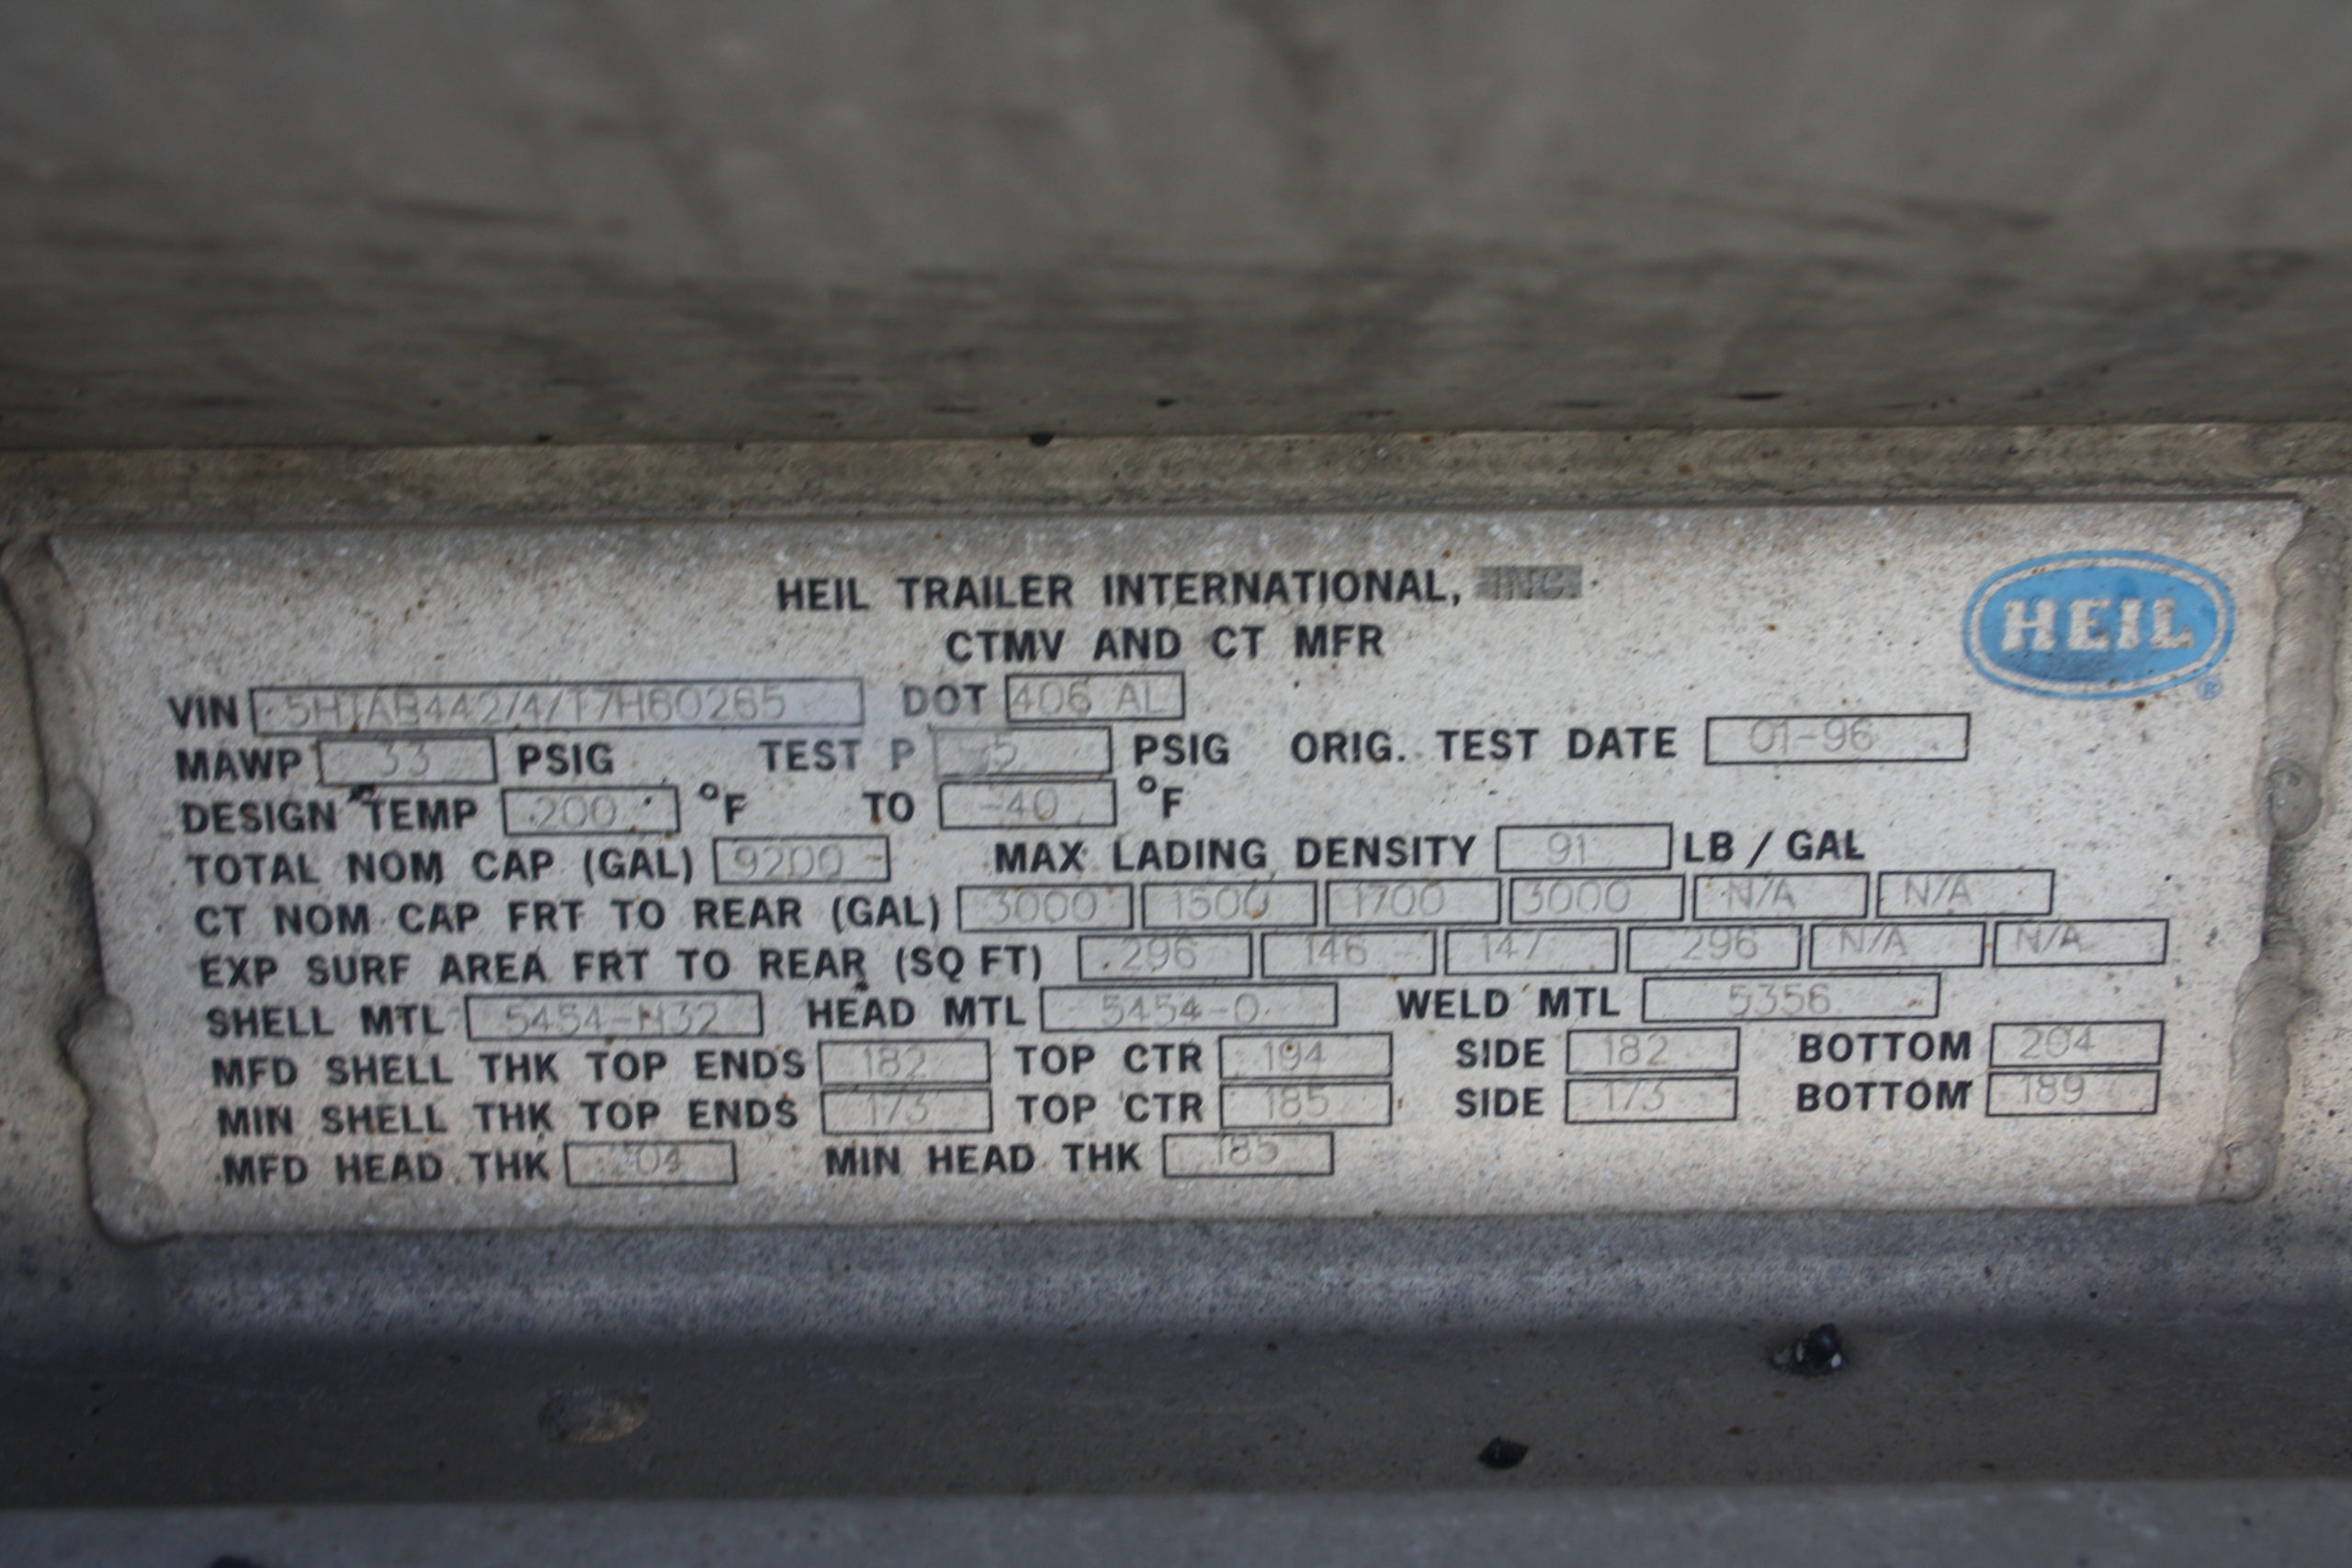 HEIL TRAILER INTERNATIONAL, INC.
CTMV AND CT MFR
HEIL ®
VIN DOT 406 AL
MAWP 33 PSIG TEST P PSIG ORIG. TEST DATE 01-96
DESIGN TEMP 200 °F TO -40 °F
TOTAL NOM CAP (GAL) 9200 MAX LADING DENSITY 91 LB / GAL
CT NOM CAP FRT TO REAR (GAL) 3000 1500 1700 3000 N/A N/A
EXP SURF AREA FRT TO REAR (SQ FT) 296 146 147 296 N/A N/A
SHELL MTL 5454-H32 HEAD MTL 5454-O WELD MTL 5356
MFD SHELL THK TOP ENDS 182 TOP CTR 194 SIDE 182 BOTTOM 204
MIN SHELL THK TOP ENDS 173 TOP CTR 185 SIDE 173 BOTTOM 189
MFD HEAD THK MIN HEAD THK 185